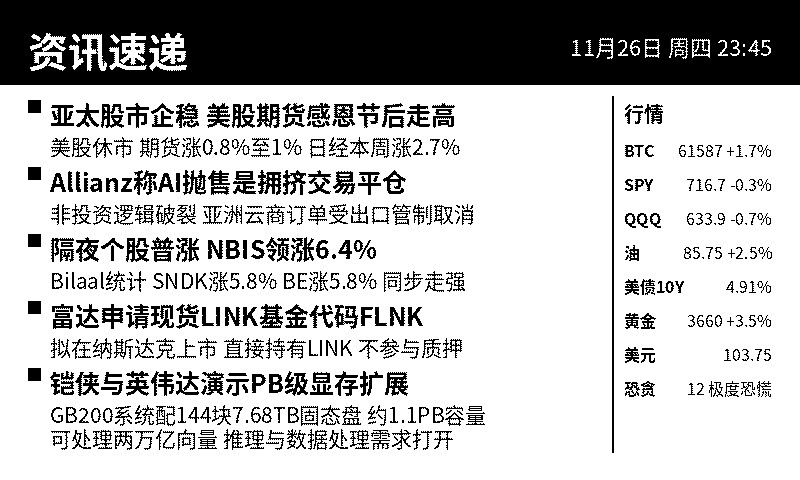 资讯速递
11月26日 周四 23:45
亚太股市企稳 美股期货感恩节后走高
美股休市 期货涨0.8%至1% 日经本周涨2.7%
Allianz称AI抛售是拥挤交易平仓
非投资逻辑破裂 亚洲云商订单受出口管制取消
隔夜个股普涨 NBIS领涨6.4%
Bilaal统计 SNDK涨5.8% BE涨5.8% 同步走强
富达申请现货LINK基金代码FLNK
拟在纳斯达克上市 直接持有LINK 不参与质押
铠侠与英伟达演示PB级显存扩展
GB200系统配144块7.68TB固态盘 约1.1PB容量
可处理两万亿向量 推理与数据处理需求打开
行情
BTC 61587 +1.7%
SPY 716.7 -0.3%
QQQ 633.9 -0.7%
油 85.75 +2.5%
美债10Y 4.91%
黄金 3660 +3.5%
美元 103.75
恐贪 12 极度恐慌